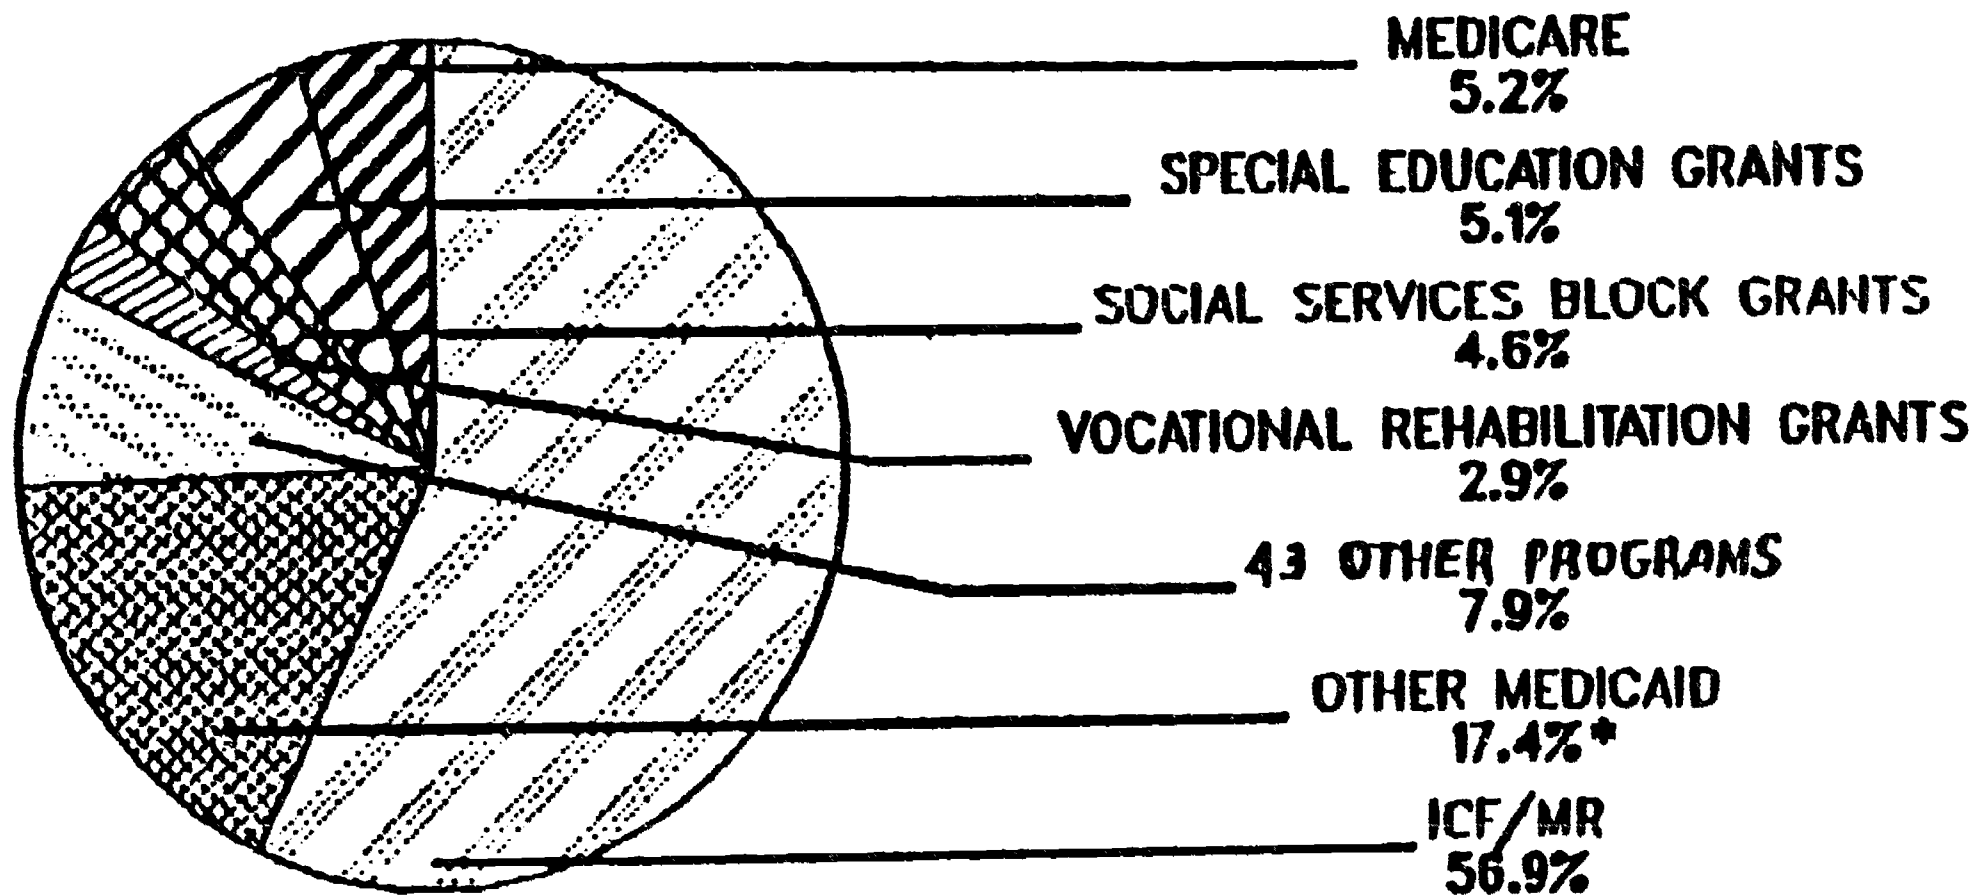 MEDICARE
5.2%
SPECIAL EDUCATION GRANTS
5.1%
SOCIAL SERVICES BLOCK GRANTS
4.6%
VOCATIONAL REHABILITATION GRANTS
2.9%
43 OTHER PROGRAMS
7.9%
OTHER MEDICAID
17.4%*
ICF/MR
56.9%